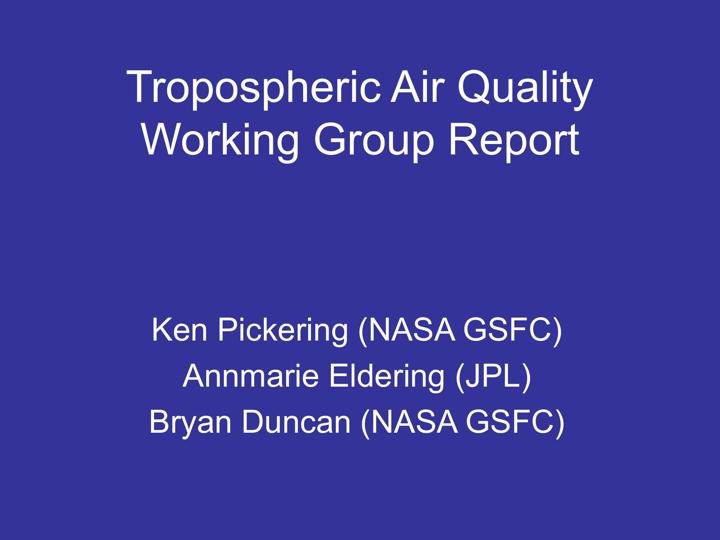 Tropospheric Air Quality
Working Group Report
Ken Pickering (NASA GSFC)
Annmarie Eldering (JPL)
Bryan Duncan (NASA GSFC)